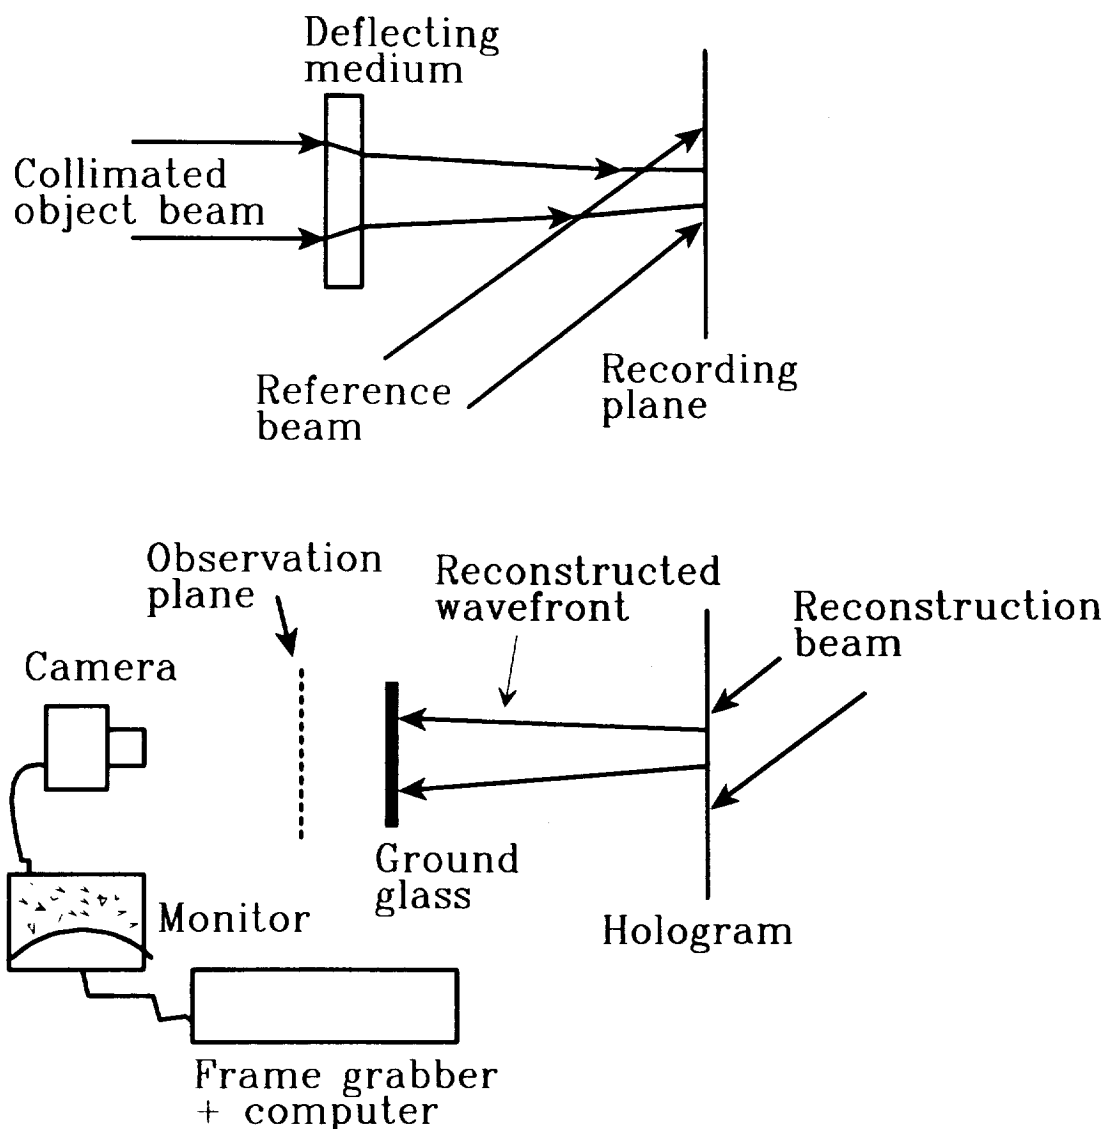 Deflecting
medium
Collimated
object beam
Reference
beam
Recording
plane
Observation
plane
Reconstructed
wavefront
Reconstruction
beam
Camera
Ground
glass
Monitor
Hologram
Frame grabber
+ computer